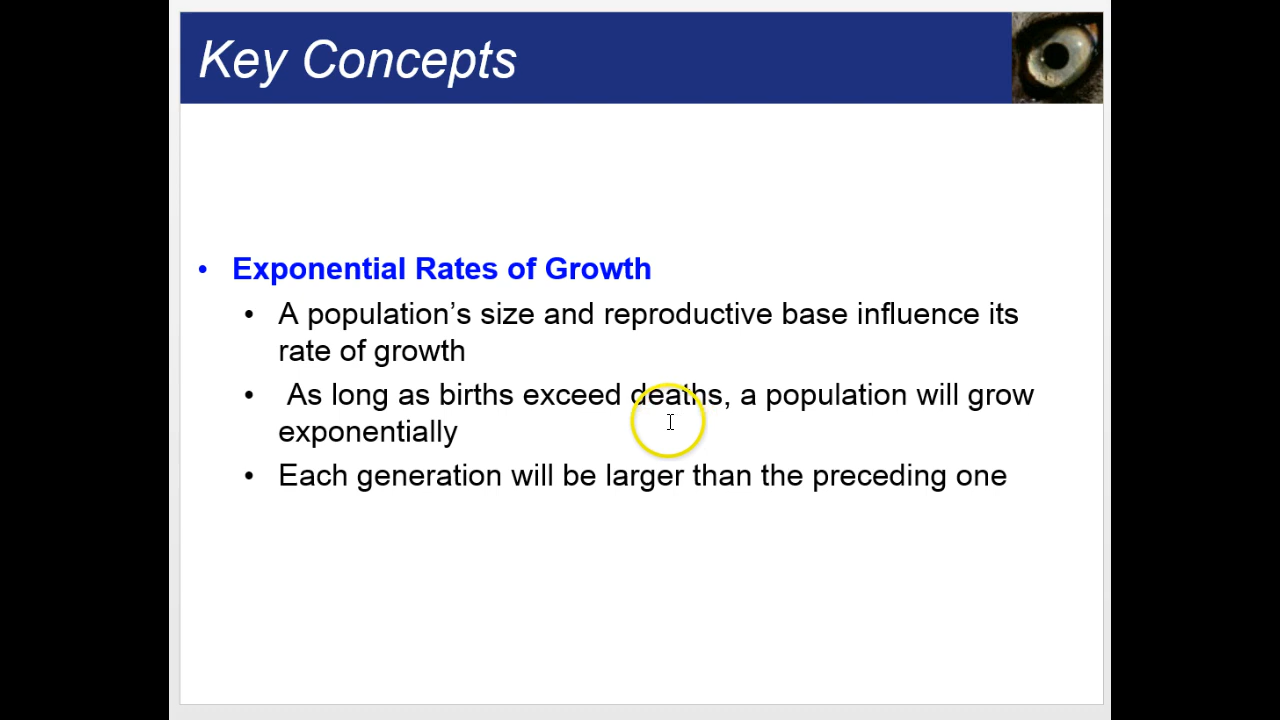 Key Concepts
• Exponential Rates of Growth
• A population’s size and reproductive base influence its
rate of growth
• As long as births exceed deaths, a population will grow
exponentially
• Each generation will be larger than the preceding one